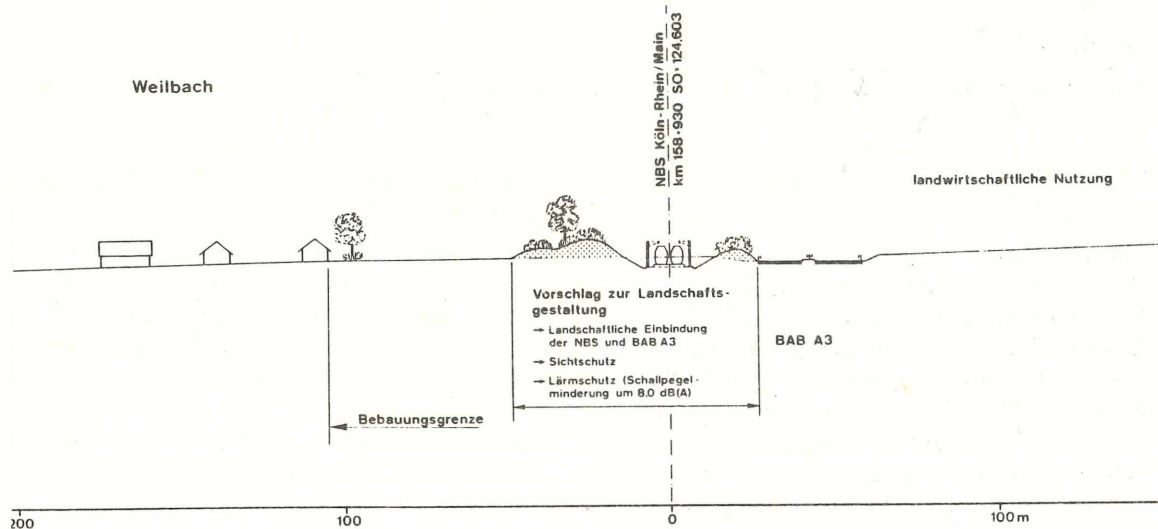 Weilbach
NBS Köln-Rhein/Main
km 158+930 SO=124,603
landwirtschaftliche Nutzung
Vorschlag zur Landschafts-
gestaltung
→ Landschaftliche Einbindung
der NBS und BAB A3
→ Sichtschutz
→ Lärmschutz (Schallpegel-
minderung um 8.0 dB(A)
BAB A3
Bebauungsgrenze
200
100
0
100 m